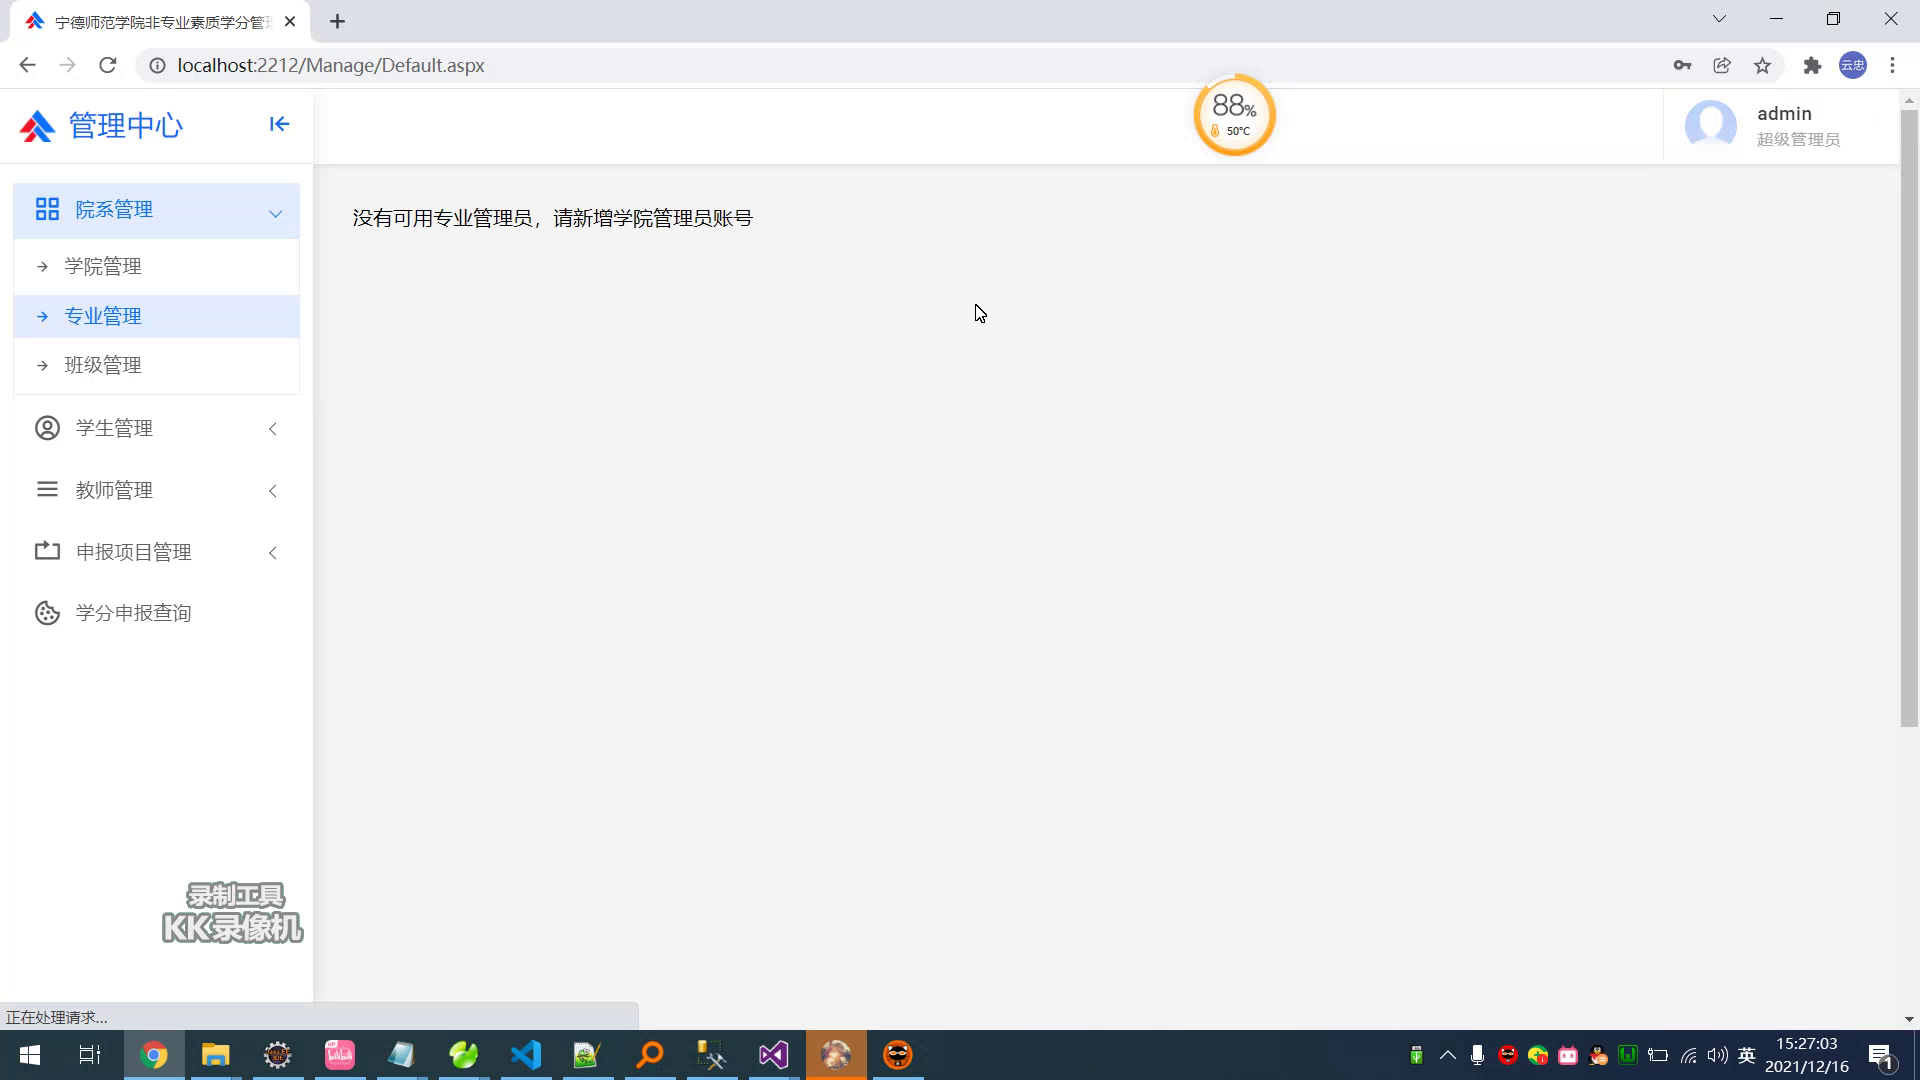 宁德师范学院非专业素质学分管理
localhost:2212/Manage/Default.aspx
云忠
管理中心
88%
50°C
admin
超级管理员
院系管理
没有可用专业管理员，请新增学院管理员账号
学院管理
专业管理
班级管理
学生管理
教师管理
申报项目管理
学分申报查询
录制工具
KK录像机
正在处理请求...
bilibili
英
15:27:03
2021/12/16
1